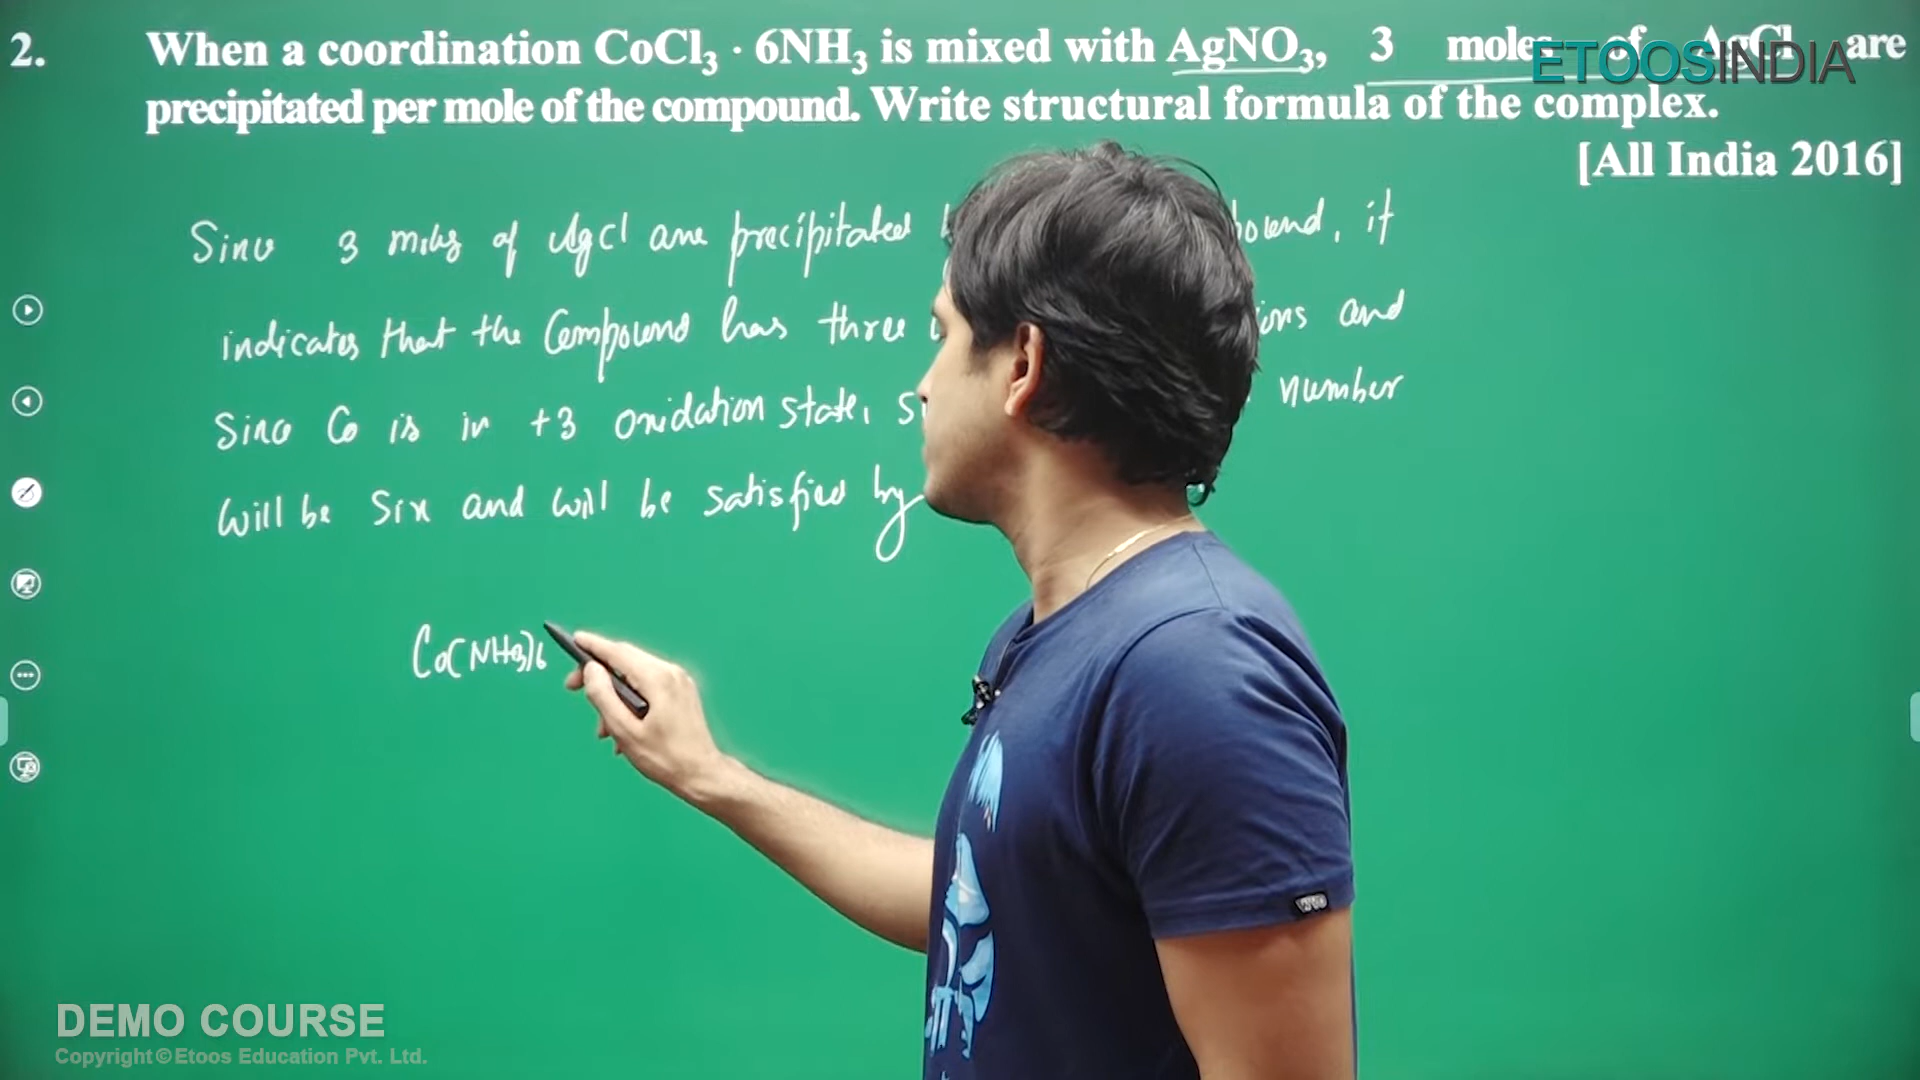 2. When a coordination CoCl3 · 6NH3 is mixed with AgNO3, 3 moles of AgCl are
ETOOSINDIA
precipitated per mole of the compound. Write structural formula of the complex.
[All India 2016]
Since 3 moles of AgCl are precipitated , it
indicates that the Compound has three ions and
Since Co is in +3 oxidation state, number
will be six and will be satisfied by
Co(NH3)6
DEMO COURSE
Copyright © Etoos Education Pvt. Ltd.